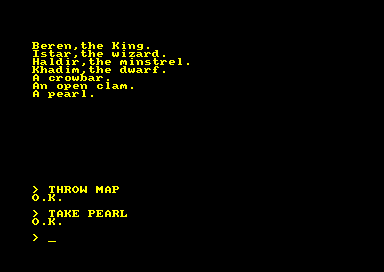 Beren,the King.
Istar,the wizard.
Haldir,the minstrel.
Khadim,the dwarf.
A crowbar.
An open clam.
A pearl.
> THROW MAP
O.K.
> TAKE PEARL
O.K.
> _